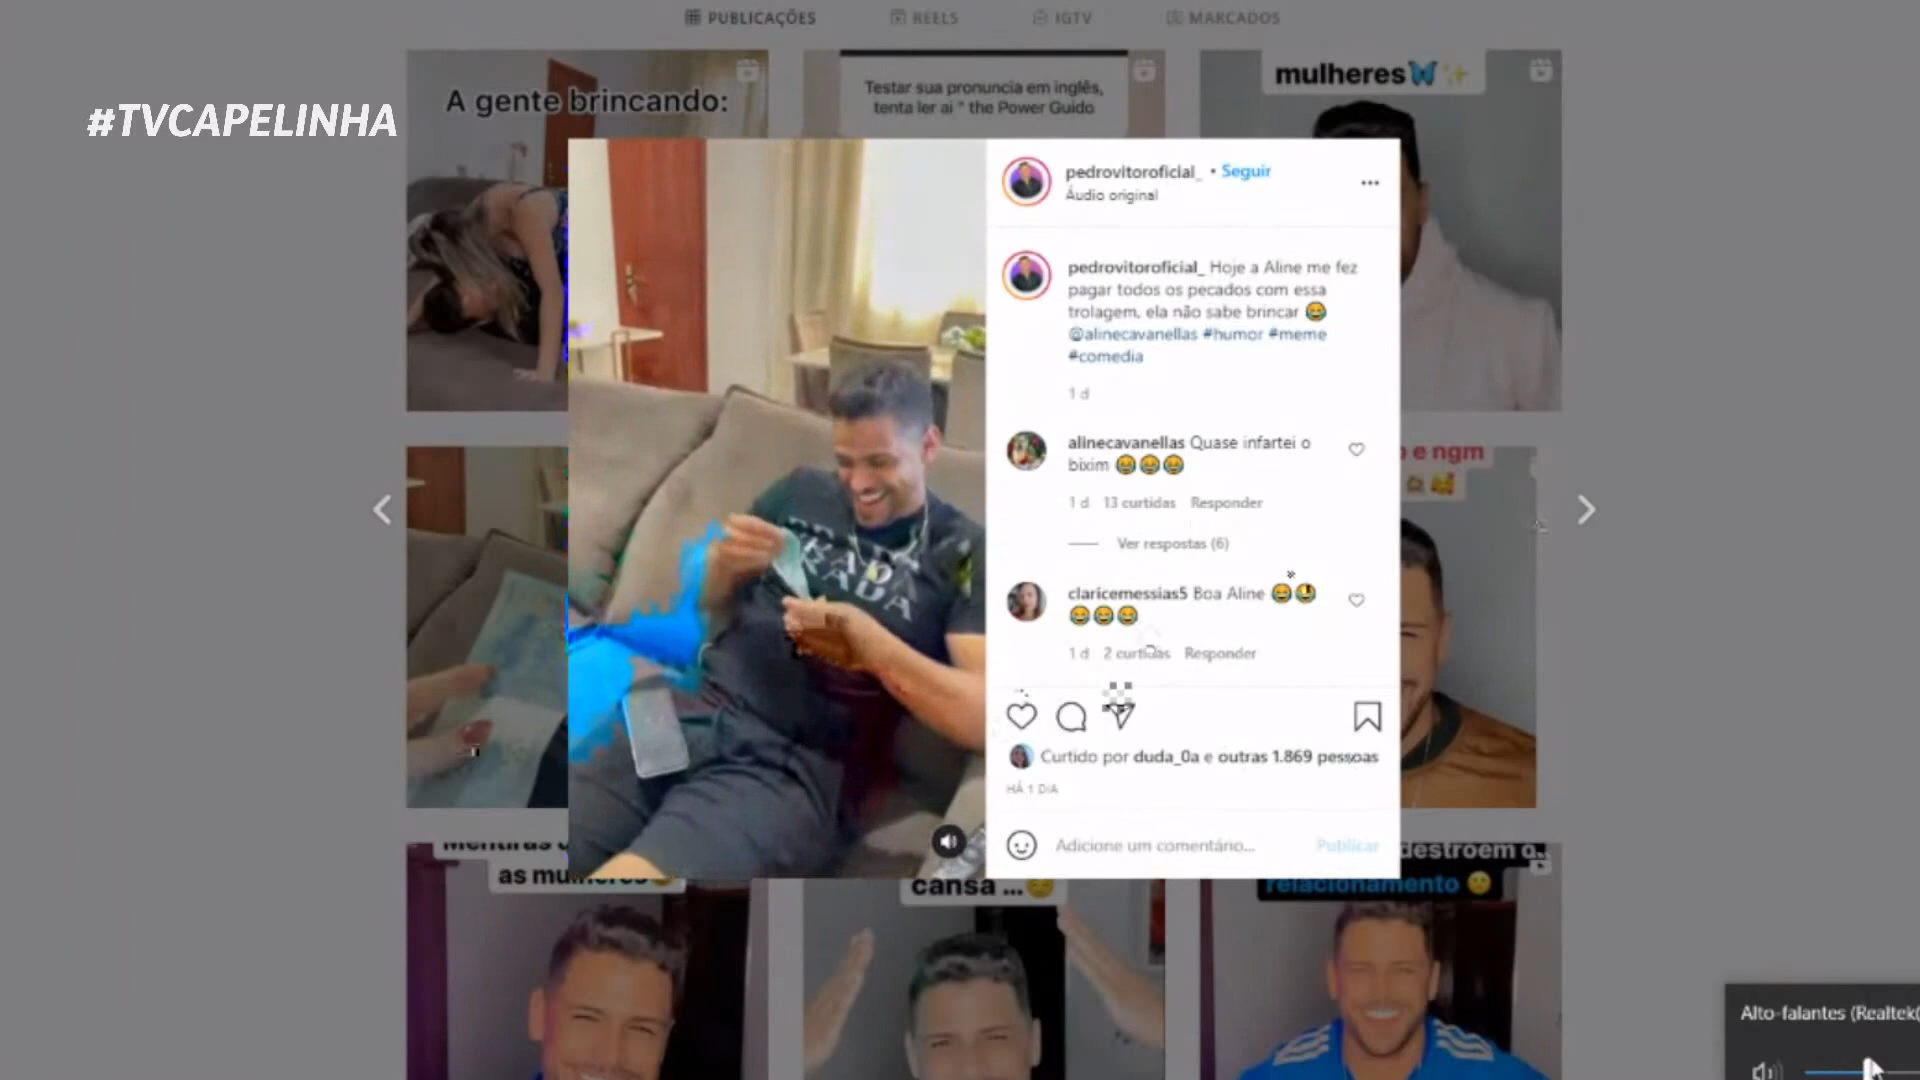 PUBLICAÇÕES
REELS
IGTV
MARCADOS
#TVCAPELINHA
A gente brincando:
Testar sua pronuncia em inglês,
tenta ler ai " the Power Guido
mulheres
pedrovitoroficial_ • Seguir
Áudio original
pedrovitoroficial_ Hoje a Aline me fez
pagar todos os pecados com essa
trolagem, ela não sabe brincar
@alinecavanellas #humor #meme
#comedia
1 d
alinecavanellas Quase infartei o
bixim
1 d 13 curtidas Responder
Ver respostas (6)
claricemessias5 Boa Aline
1 d 2 curtidas Responder
e ngm
PRADA
Curtido por duda_0a e outras 1.869 pessoas
HÁ 1 DIA
Adicione um comentário... Publicar
as mulheres
cansa ...
destroem o.
relacionamento
Alto-falantes (Realtek(